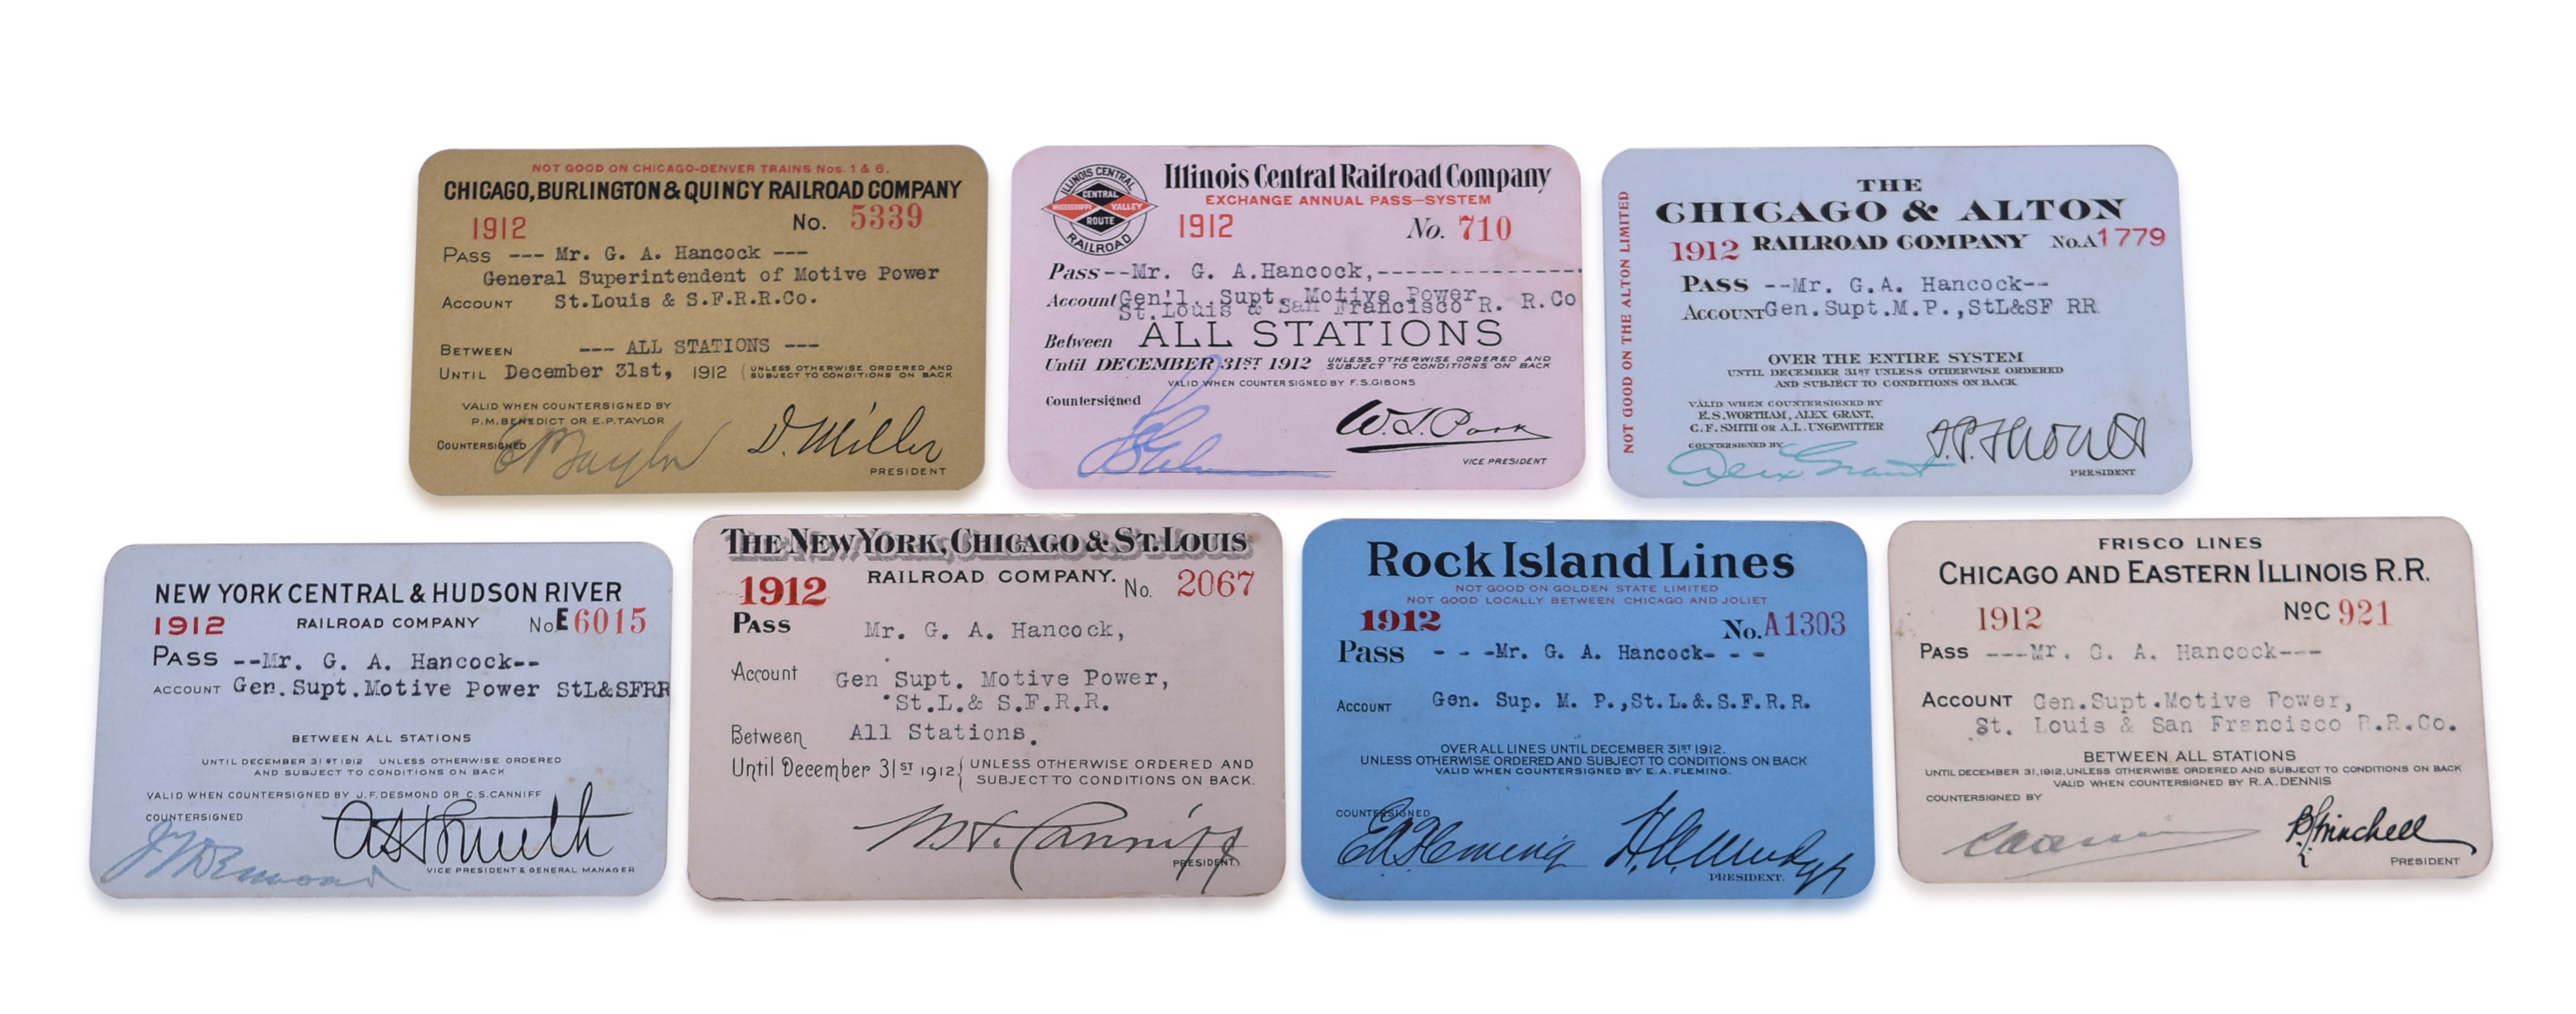 NOT GOOD ON CHICAGO-DENVER TRAINS Nos. 1 & 6.
CHICAGO, BURLINGTON & QUINCY RAILROAD COMPANY
1912 No. 5339
PASS --- Mr. G. A. Hancock ---
General Superintendent of Motive Power
ACCOUNT St.Louis & S.F.R.R.Co.
BETWEEN --- ALL STATIONS ---
UNTIL December 31st, 1912 ( UNLESS OTHERWISE ORDERED AND
SUBJECT TO CONDITIONS ON BACK
VALID WHEN COUNTERSIGNED BY
P.M. BENEDICT OR E.P. TAYLOR
COUNTERSIGNED E P Taylor D. Miller
PRESIDENT
ILLINOIS CENTRAL
CENTRAL
MISSISSIPPI VALLEY
ROUTE
RAILROAD
Illinois Central Railroad Company
EXCHANGE ANNUAL PASS-SYSTEM
1912 No. 710
Pass--Mr. G. A.Hancock,--------------
Account Gen'l. Supt. Motive Power
St.Louis & San Francisco R. R.Co
Between ALL STATIONS
Until DECEMBER 31ST 1912 UNLESS OTHERWISE ORDERED AND
SUBJECT TO CONDITIONS ON BACK
VALID WHEN COUNTERSIGNED BY F.S. GIBONS
Countersigned
W.L. Park
VICE PRESIDENT
NOT GOOD ON THE ALTON LIMITED
THE
CHICAGO & ALTON
1912 RAILROAD COMPANY No.A1779
PASS --Mr. G.A. Hancock--
ACCOUNT Gen.Supt.M.P.,StL&SF RR
OVER THE ENTIRE SYSTEM
UNTIL DECEMBER 31ST UNLESS OTHERWISE ORDERED
AND SUBJECT TO CONDITIONS ON BACK
VALID WHEN COUNTERSIGNED BY
E.S. WORTHAM, ALEX GRANT,
C.F. SMITH OR A.L. UNGEWITTER
COUNTERSIGNED BY
Alex Grant
PRESIDENT
NEW YORK CENTRAL & HUDSON RIVER
1912 RAILROAD COMPANY No.E6015
PASS --Mr. G. A. Hancock--
ACCOUNT Gen.Supt.Motive Power StL&SFRR
BETWEEN ALL STATIONS
UNTIL DECEMBER 31ST 1912 UNLESS OTHERWISE ORDERED
AND SUBJECT TO CONDITIONS ON BACK
VALID WHEN COUNTERSIGNED BY J.F. DESMOND OR C.S. CANNIFF
COUNTERSIGNED
J F Desmond A H Smith
VICE PRESIDENT & GENERAL MANAGER
THE NEW YORK, CHICAGO & ST. LOUIS
1912 RAILROAD COMPANY. No. 2067
PASS Mr. G. A. Hancock,
Account Gen Supt. Motive Power,
St.L.& S.F.R.R.
Between All Stations.
Until December 31ST 1912 { UNLESS OTHERWISE ORDERED AND
SUBJECT TO CONDITIONS ON BACK.
W.H. Canniff
PRESIDENT.
Rock Island Lines
NOT GOOD ON GOLDEN STATE LIMITED
NOT GOOD LOCALLY BETWEEN CHICAGO AND JOLIET
1912 No. A1303
Pass - - -Mr. G. A. Hancock- - -
ACCOUNT Gen. Sup. M. P.,St.L.&.S.F.R.R.
OVER ALL LINES UNTIL DECEMBER 31ST 1912.
UNLESS OTHERWISE ORDERED AND SUBJECT TO CONDITIONS ON BACK
VALID WHEN COUNTERSIGNED BY E.A. FLEMING.
COUNTERSIGNED
E A Fleming H. U. Mudge
PRESIDENT.
FRISCO LINES
CHICAGO AND EASTERN ILLINOIS R.R.
1912 No C 921
PASS ---Mr. G. A. Hancock---
ACCOUNT Gen.Supt.Motive Power,
St. Louis & San Francisco R.R.Co.
BETWEEN ALL STATIONS
UNTIL DECEMBER 31, 1912, UNLESS OTHERWISE ORDERED AND SUBJECT TO CONDITIONS ON BACK
VALID WHEN COUNTERSIGNED BY R.A. DENNIS
COUNTERSIGNED BY
B L Winchell
PRESIDENT